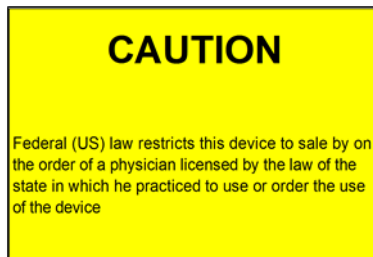 CAUTION
Federal (US) law restricts this device to sale by on
the order of a physician licensed by the law of the
state in which he practiced to use or order the use
of the device